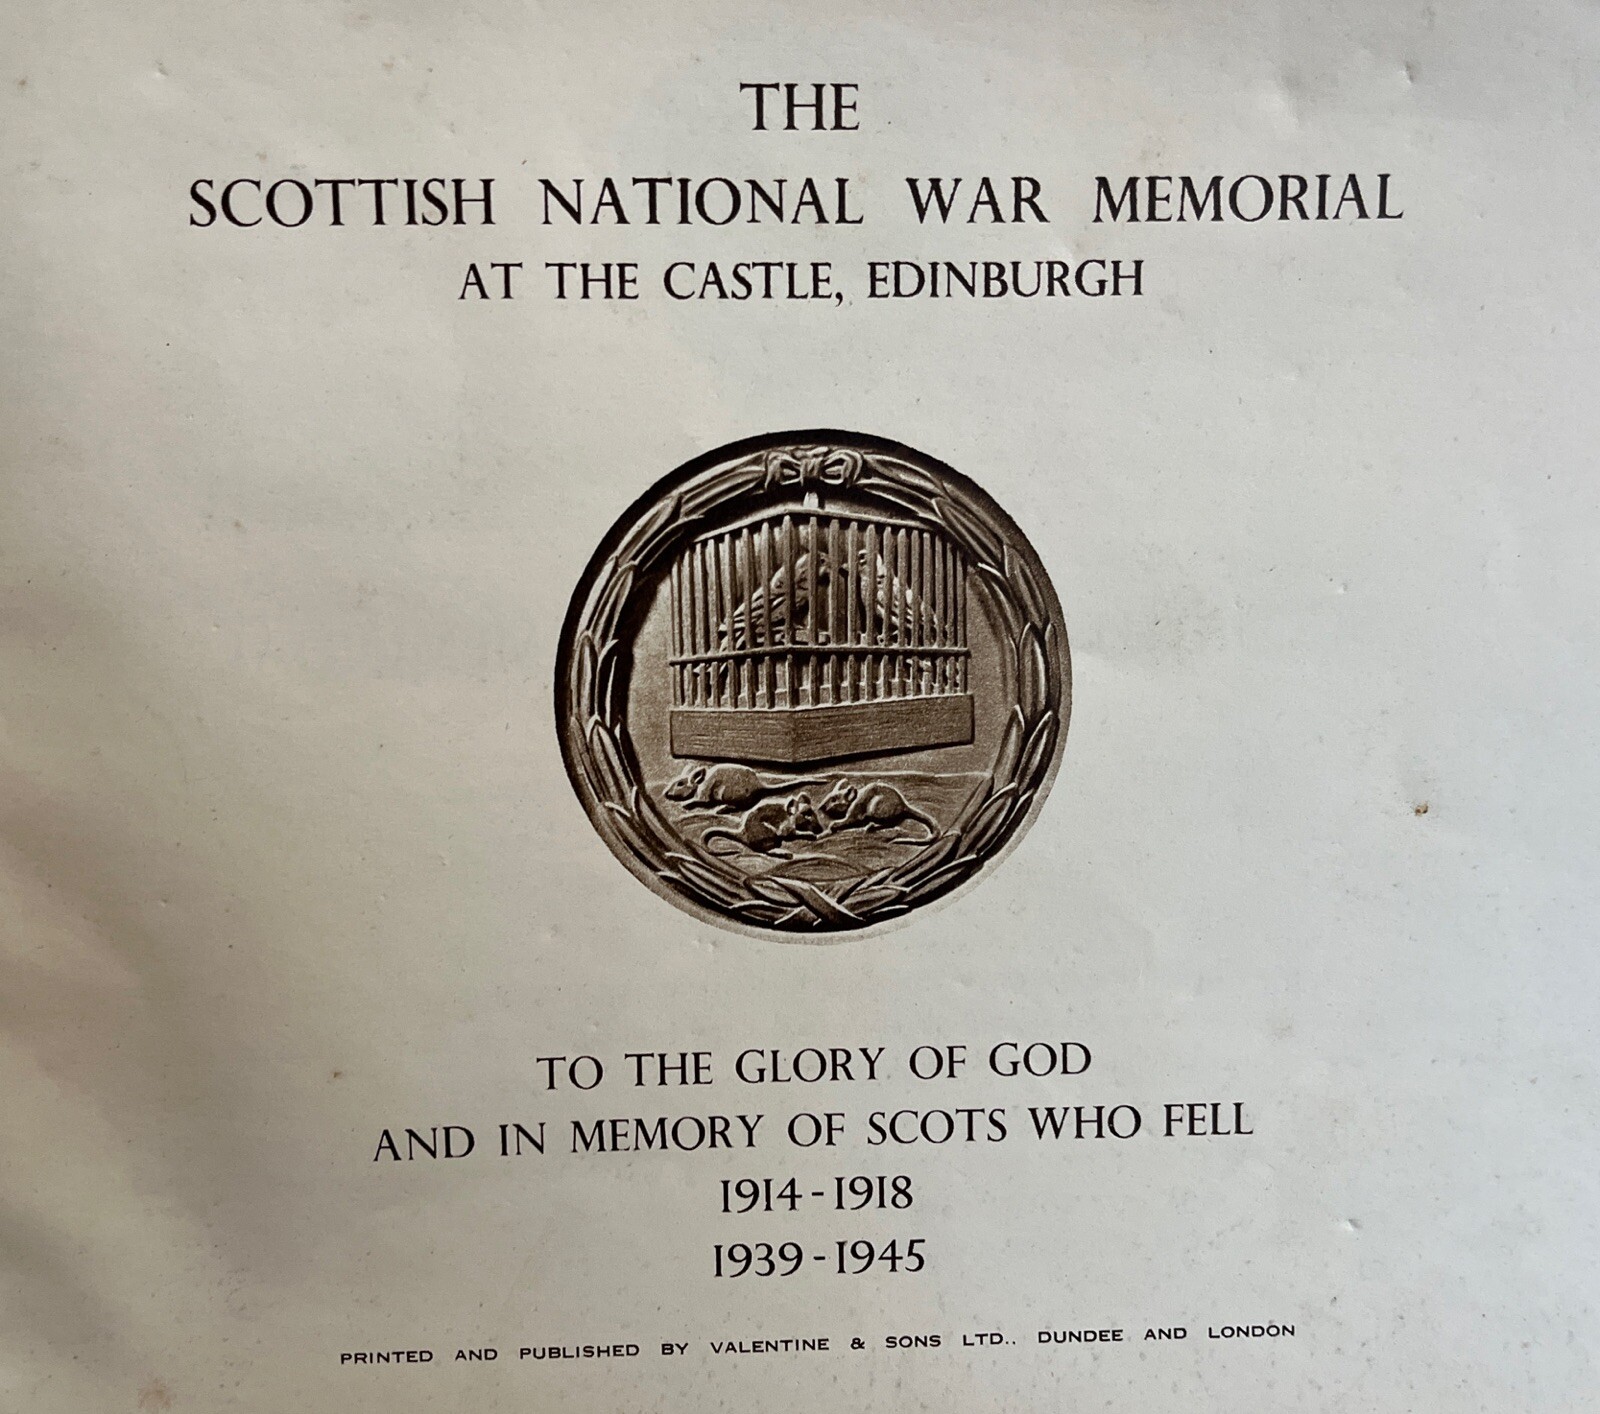 THE
SCOTTISH NATIONAL WAR MEMORIAL
AT THE CASTLE, EDINBURGH
TO THE GLORY OF GOD
AND IN MEMORY OF SCOTS WHO FELL
1914-1918
1939-1945
PRINTED AND PUBLISHED BY VALENTINE & SONS LTD., DUNDEE AND LONDON